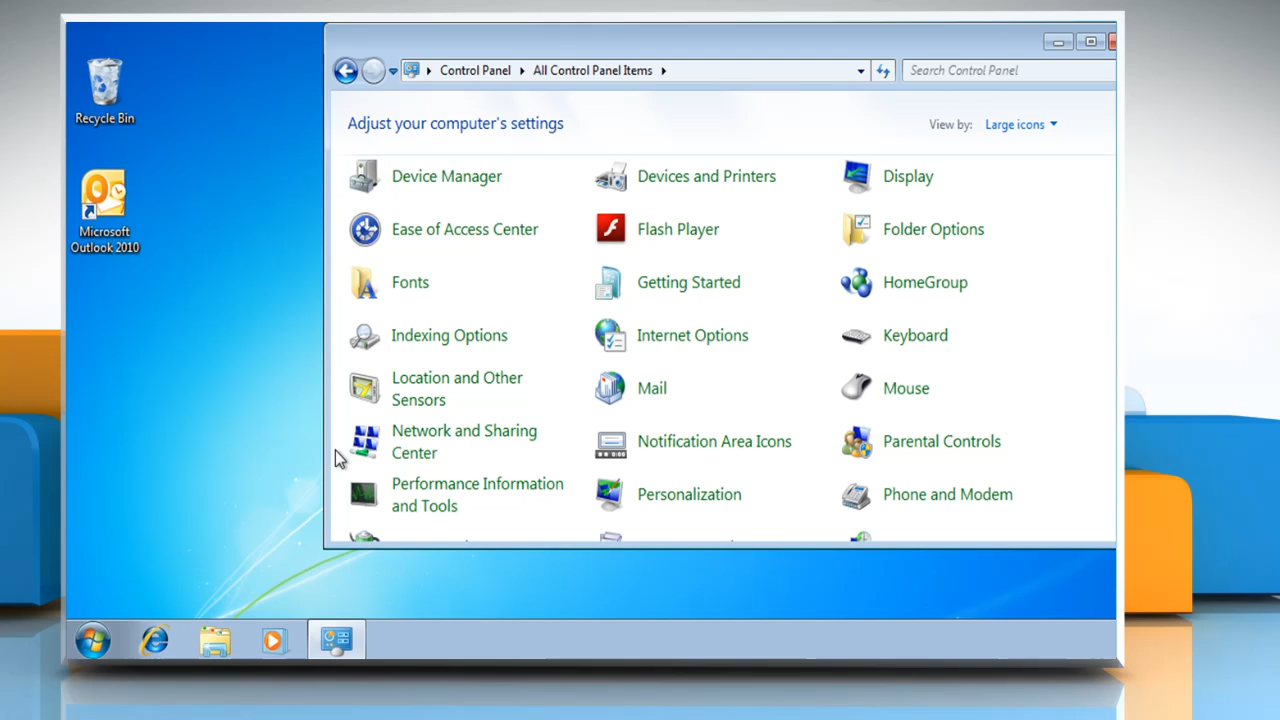 Recycle Bin
Microsoft
Outlook 2010
Control Panel
All Control Panel Items
Search Control Panel
Adjust your computer's settings
View by: Large icons
Device Manager
Devices and Printers
Display
Ease of Access Center
Flash Player
Folder Options
Fonts
Getting Started
HomeGroup
Indexing Options
Internet Options
Keyboard
Location and Other
Sensors
Mail
Mouse
Network and Sharing
Center
Notification Area Icons
Parental Controls
Performance Information
and Tools
Personalization
Phone and Modem